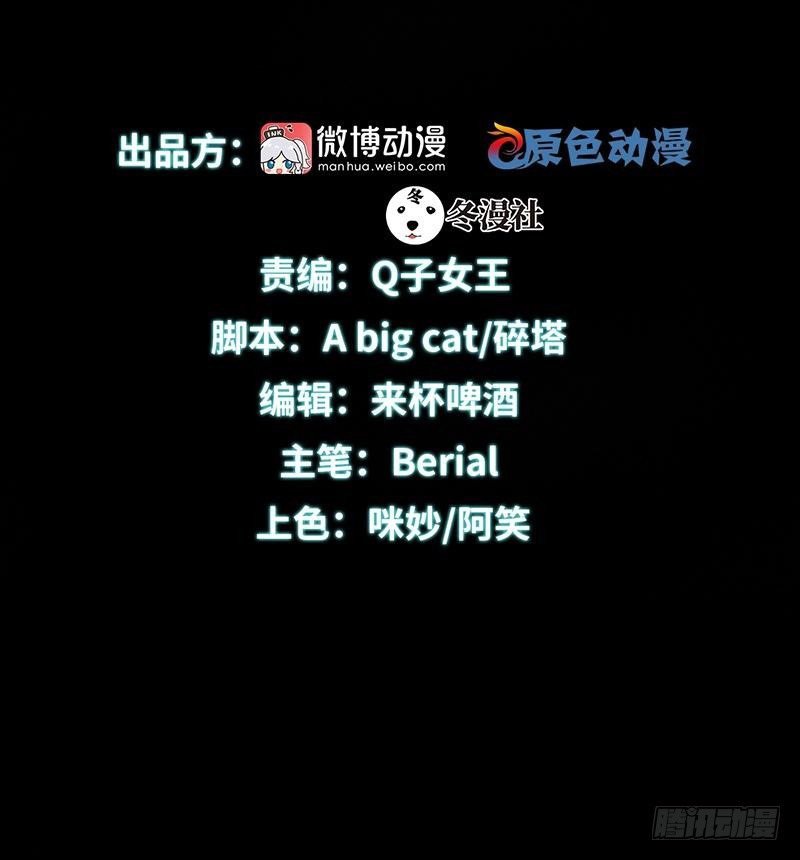 出品方：微博动漫 原色动漫
manhua.weibo.com
冬漫社
责编：Q子女王
脚本：A big cat/碎塔
编辑：来杯啤酒
主笔：Berial
上色：咪妙/阿笑
腾讯动漫